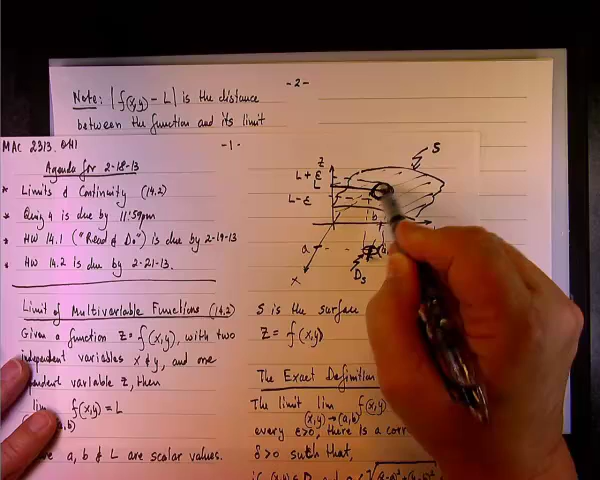 - 2 -
Note: |f(x,y) - L| is the distance
between the function and its limit
MAC 2313.
- 1 -
Agenda for 2-18-13
* Limits & Continuity (14.2)
* Quiz 4 is due by 11:59pm
* HW 14.1 ("Read & Do") is due by 2-19-13
* HW 14.2 is due by 2-21-13.
Limit of Multivariable Functions (14.2)
Given a function z = f(x,y), with two
independent variables x & y, and one
dependent variable z, then
lim f(x,y) = L
a, b & L are scalar values.
z
S
L+ε
L
L-ε
b
a
x
Dδ
S is the surface
z = f(x,y)
The Exact Definition
The limit lim f(x,y)
(x,y)→(a,b)
every ε>0, there is a
δ>0 such that,